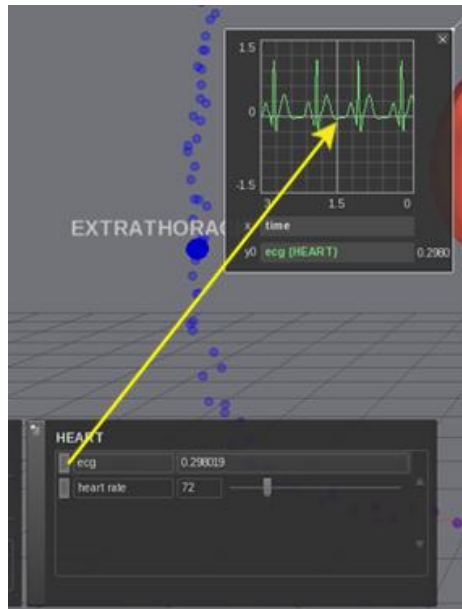 1.5
0
-1.5
3 1.5 0
x time
y0 ecg (HEART) 0.2980
EXTRATHORAC
HEART
ecg 0.298019
heart rate 72